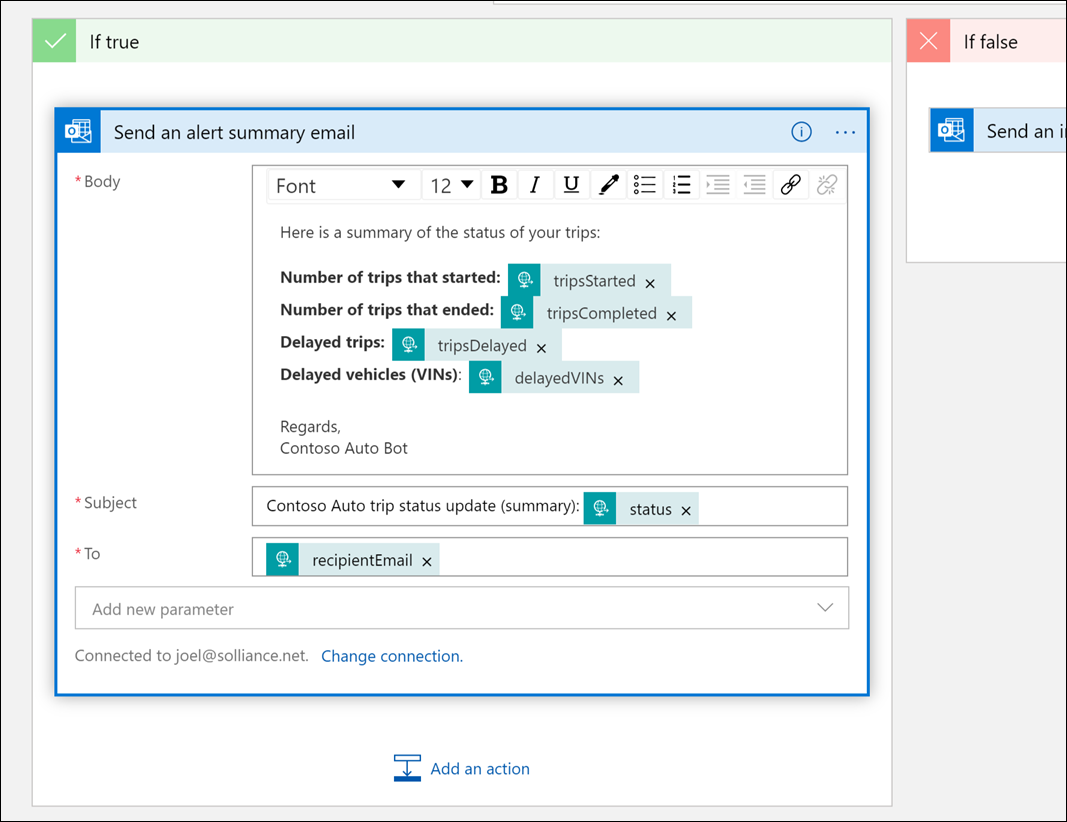 If true
If false
Send an alert summary email
Send an i
* Body
Font 12 B I U
Here is a summary of the status of your trips:
Number of trips that started: tripsStarted ×
Number of trips that ended: tripsCompleted ×
Delayed trips: tripsDelayed ×
Delayed vehicles (VINs): delayedVINs ×
Regards,
Contoso Auto Bot
* Subject
Contoso Auto trip status update (summary): status ×
* To
recipientEmail ×
Add new parameter
Connected to joel@solliance.net. Change connection.
Add an action